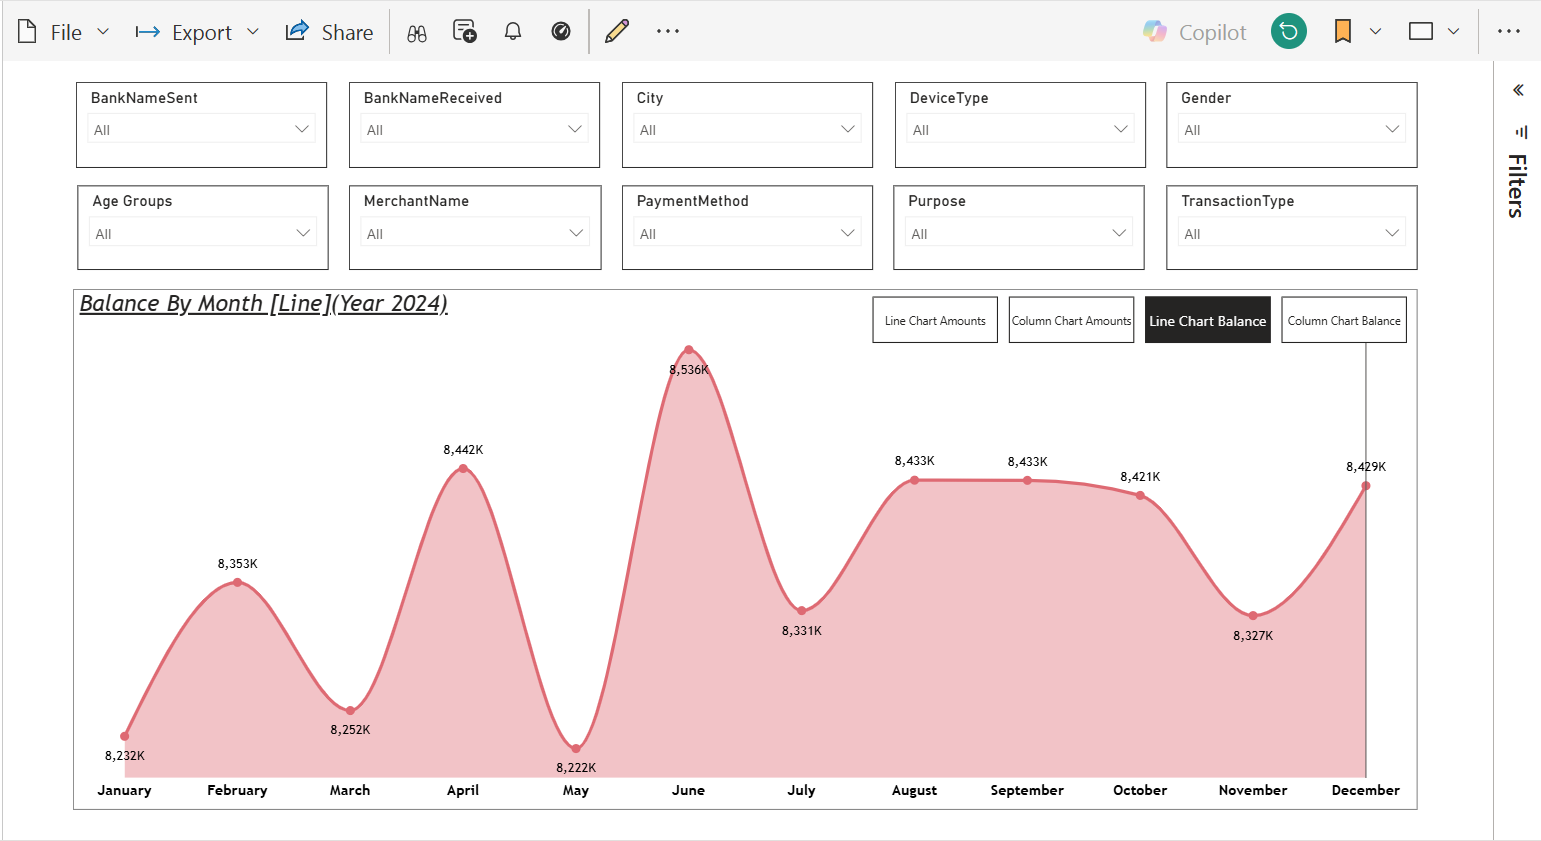 File Export Share Copilot
BankNameSent BankNameReceived City DeviceType Gender
All All All All All
Filters
Age Groups MerchantName PaymentMethod Purpose TransactionType
All All All All All
Balance By Month [Line](Year 2024)
Line Chart Amounts Column Chart Amounts Line Chart Balance Column Chart Balance
8,536K
8,442K
8,433K 8,433K 8,421K 8,429K
8,353K
8,331K 8,327K
8,252K
8,232K 8,222K
January February March April May June July August September October November December